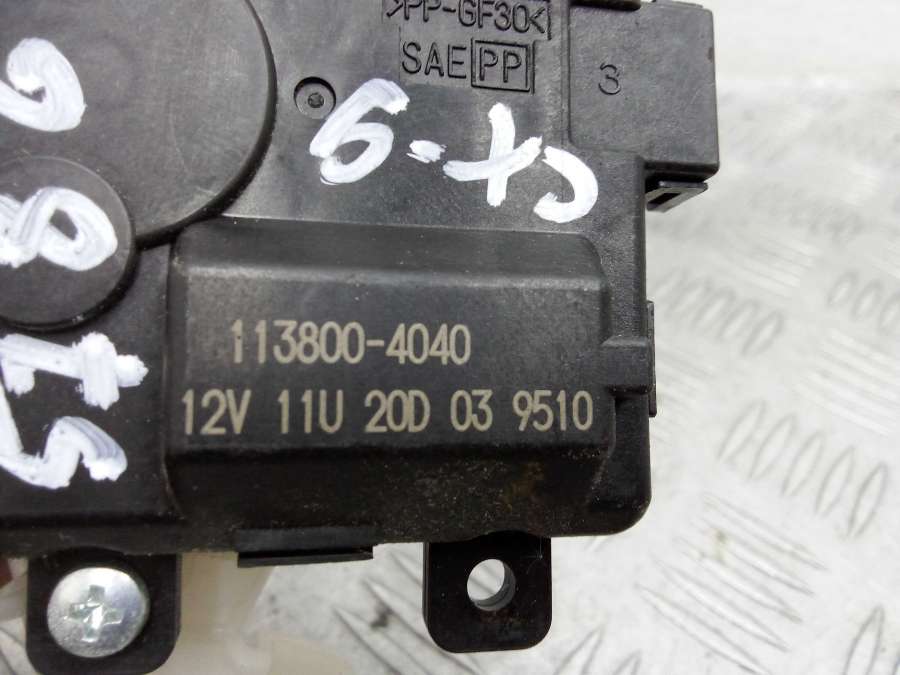 >PP-GF30<
SAE PP
3
CX-9
113800-4040
12V 11U 20D 03 9510